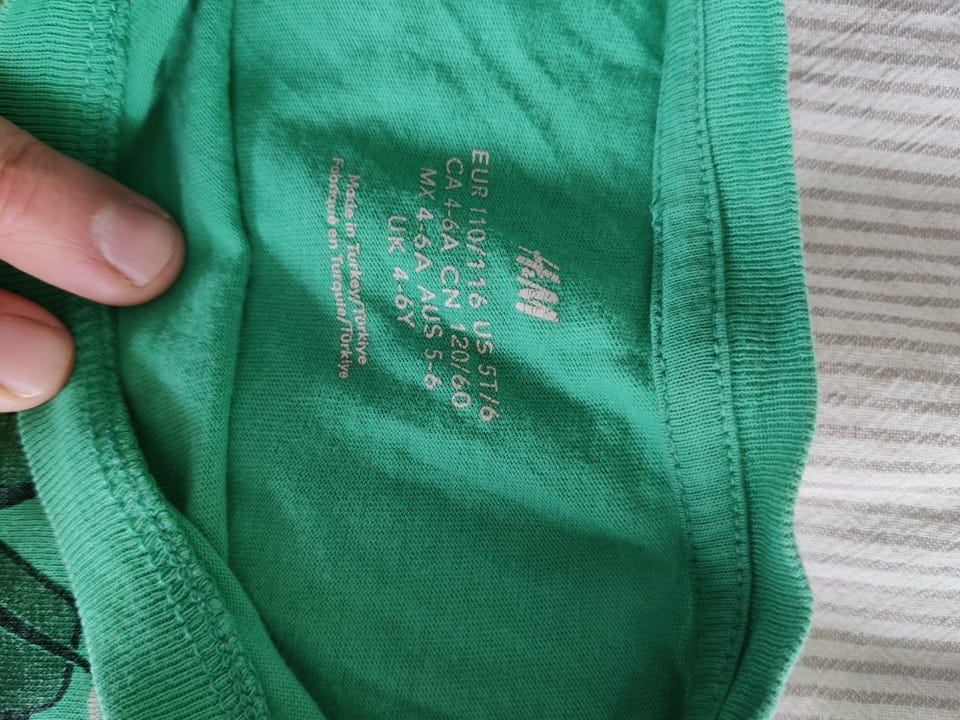 H&M
EUR 110/116 US 5T/6
CA 4-6A CN 120/60
MX 4-6A AUS 5-6
UK 4-6Y
Made in Turkey/Türkiye
Fabriqué en Turquie/Türkiye